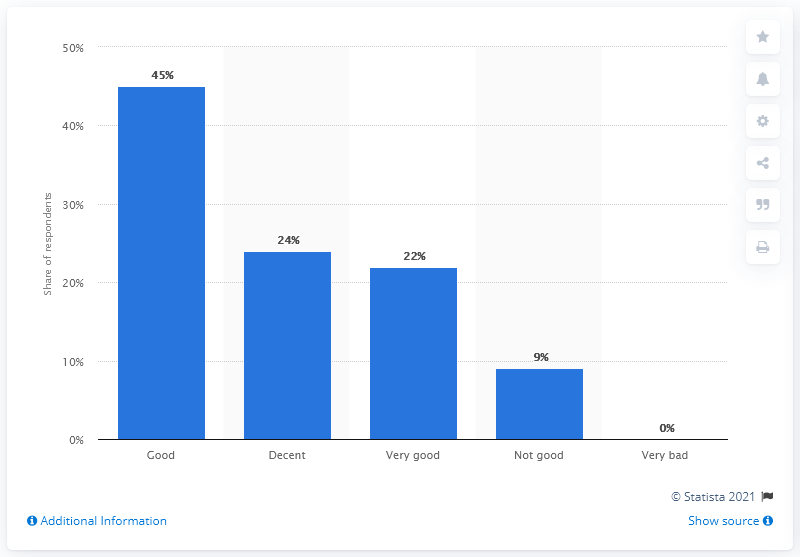 50%
45%
40%
30%
24%
22%
20%
10%
9%
0%
0%
Share of respondents
Good
Decent
Very good
Not good
Very bad
© Statista 2021
Additional Information
Show source